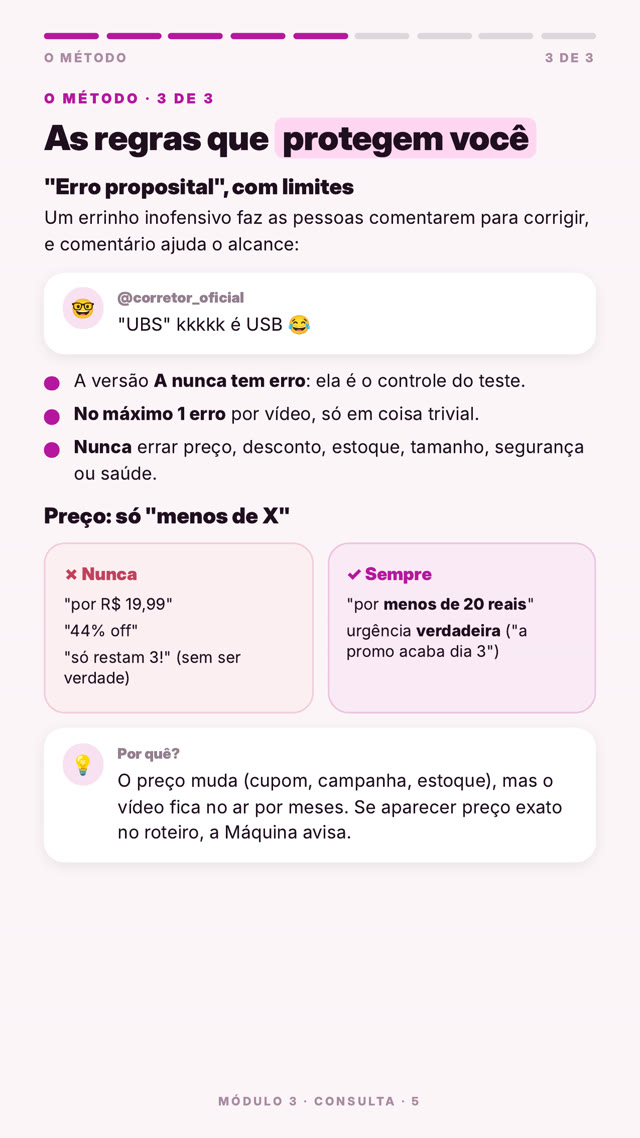 O MÉTODO
3 DE 3
O MÉTODO · 3 DE 3
As regras que protegem você
"Erro proposital", com limites
Um errinho inofensivo faz as pessoas comentarem para corrigir,
e comentário ajuda o alcance:
🤓 @corretor_oficial
"UBS" kkkkk é USB 😂
A versão A nunca tem erro: ela é o controle do teste.
No máximo 1 erro por vídeo, só em coisa trivial.
Nunca errar preço, desconto, estoque, tamanho, segurança
ou saúde.
Preço: só "menos de X"
✖ Nunca
"por R$ 19,99"
"44% off"
"só restam 3!" (sem ser
verdade)
✔ Sempre
"por menos de 20 reais"
urgência verdadeira ("a
promo acaba dia 3")
💡 Por quê?
O preço muda (cupom, campanha, estoque), mas o
vídeo fica no ar por meses. Se aparecer preço exato
no roteiro, a Máquina avisa.
MÓDULO 3 · CONSULTA · 5